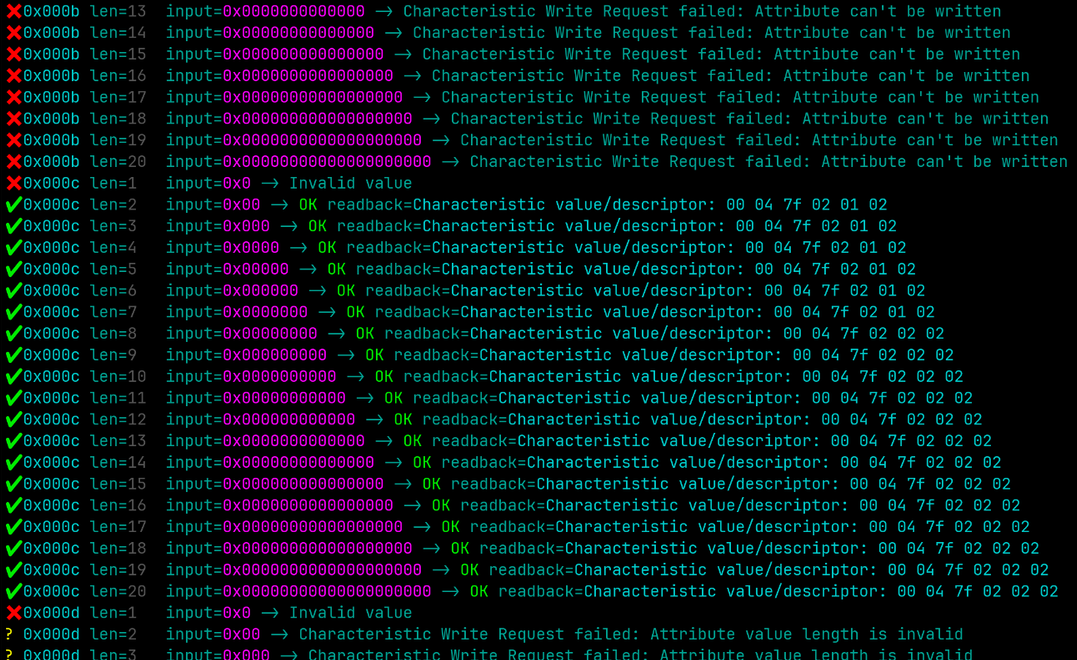 ❌0x000b len=13 input=0x0000000000000 → Characteristic Write Request failed: Attribute can't be written
❌0x000b len=14 input=0x00000000000000 → Characteristic Write Request failed: Attribute can't be written
❌0x000b len=15 input=0x000000000000000 → Characteristic Write Request failed: Attribute can't be written
❌0x000b len=16 input=0x0000000000000000 → Characteristic Write Request failed: Attribute can't be written
❌0x000b len=17 input=0x00000000000000000 → Characteristic Write Request failed: Attribute can't be written
❌0x000b len=18 input=0x000000000000000000 → Characteristic Write Request failed: Attribute can't be written
❌0x000b len=19 input=0x0000000000000000000 → Characteristic Write Request failed: Attribute can't be written
❌0x000b len=20 input=0x00000000000000000000 → Characteristic Write Request failed: Attribute can't be written
❌0x000c len=1 input=0x0 → Invalid value
✔0x000c len=2 input=0x00 → OK readback=Characteristic value/descriptor: 00 04 7f 02 01 02
✔0x000c len=3 input=0x000 → OK readback=Characteristic value/descriptor: 00 04 7f 02 01 02
✔0x000c len=4 input=0x0000 → OK readback=Characteristic value/descriptor: 00 04 7f 02 01 02
✔0x000c len=5 input=0x00000 → OK readback=Characteristic value/descriptor: 00 04 7f 02 01 02
✔0x000c len=6 input=0x000000 → OK readback=Characteristic value/descriptor: 00 04 7f 02 01 02
✔0x000c len=7 input=0x0000000 → OK readback=Characteristic value/descriptor: 00 04 7f 02 01 02
✔0x000c len=8 input=0x00000000 → OK readback=Characteristic value/descriptor: 00 04 7f 02 02 02
✔0x000c len=9 input=0x000000000 → OK readback=Characteristic value/descriptor: 00 04 7f 02 02 02
✔0x000c len=10 input=0x0000000000 → OK readback=Characteristic value/descriptor: 00 04 7f 02 02 02
✔0x000c len=11 input=0x00000000000 → OK readback=Characteristic value/descriptor: 00 04 7f 02 02 02
✔0x000c len=12 input=0x000000000000 → OK readback=Characteristic value/descriptor: 00 04 7f 02 02 02
✔0x000c len=13 input=0x0000000000000 → OK readback=Characteristic value/descriptor: 00 04 7f 02 02 02
✔0x000c len=14 input=0x00000000000000 → OK readback=Characteristic value/descriptor: 00 04 7f 02 02 02
✔0x000c len=15 input=0x000000000000000 → OK readback=Characteristic value/descriptor: 00 04 7f 02 02 02
✔0x000c len=16 input=0x0000000000000000 → OK readback=Characteristic value/descriptor: 00 04 7f 02 02 02
✔0x000c len=17 input=0x00000000000000000 → OK readback=Characteristic value/descriptor: 00 04 7f 02 02 02
✔0x000c len=18 input=0x000000000000000000 → OK readback=Characteristic value/descriptor: 00 04 7f 02 02 02
✔0x000c len=19 input=0x0000000000000000000 → OK readback=Characteristic value/descriptor: 00 04 7f 02 02 02
✔0x000c len=20 input=0x00000000000000000000 → OK readback=Characteristic value/descriptor: 00 04 7f 02 02 02
❌0x000d len=1 input=0x0 → Invalid value
? 0x000d len=2 input=0x00 → Characteristic Write Request failed: Attribute value length is invalid
? 0x000d len=3 input=0x000 → Characteristic Write Request failed: Attribute value length is invalid